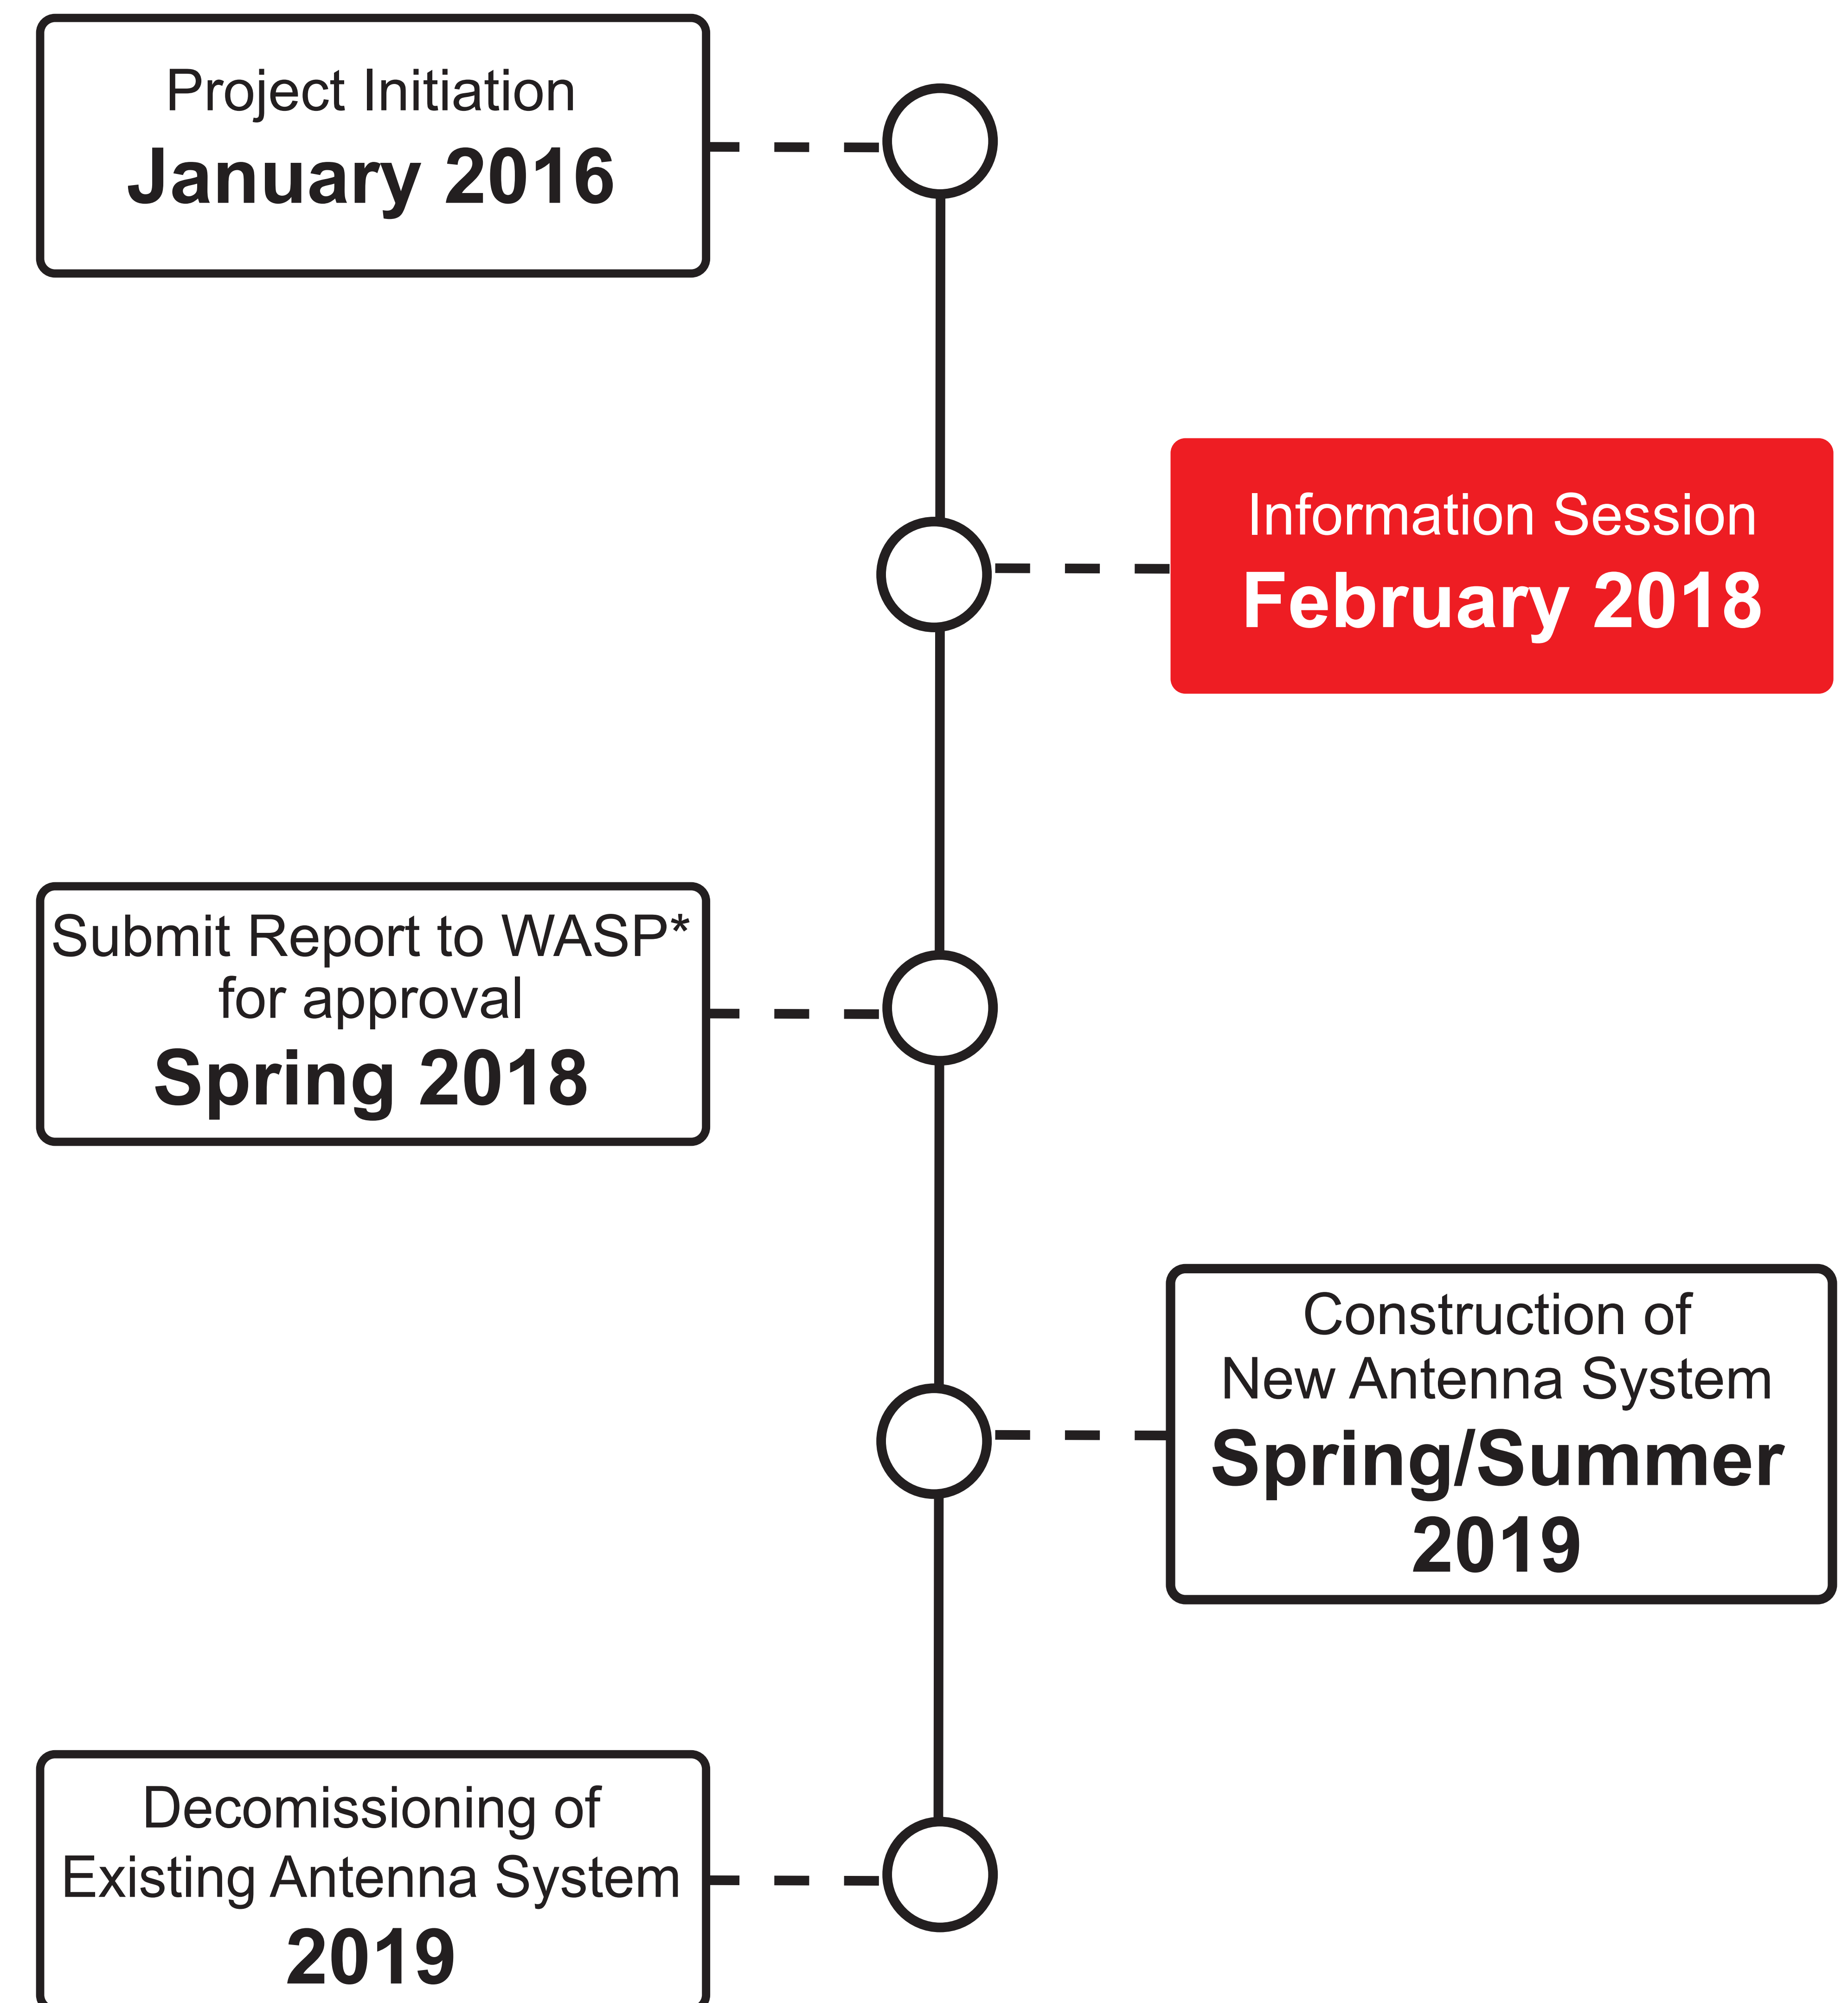 Project Initiation
January 2016
Information Session
February 2018
Submit Report to WASP*
for approval
Spring 2018
Construction of
New Antenna System
Spring/Summer
2019
Decomissioning of
Existing Antenna System
2019